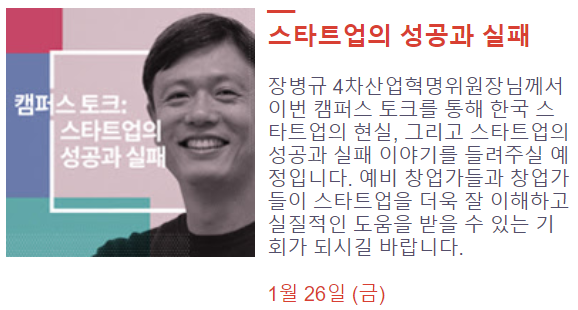 캠퍼스 토크:
스타트업의
성공과 실패
스타트업의 성공과 실패
장병규 4차산업혁명위원장님께서
이번 캠퍼스 토크를 통해 한국 스
타트업의 현실, 그리고 스타트업의
성공과 실패 이야기를 들려주실 예
정입니다. 예비 창업가들과 창업가
들이 스타트업을 더욱 잘 이해하고
실질적인 도움을 받을 수 있는 기
회가 되시길 바랍니다.
1월 26일 (금)